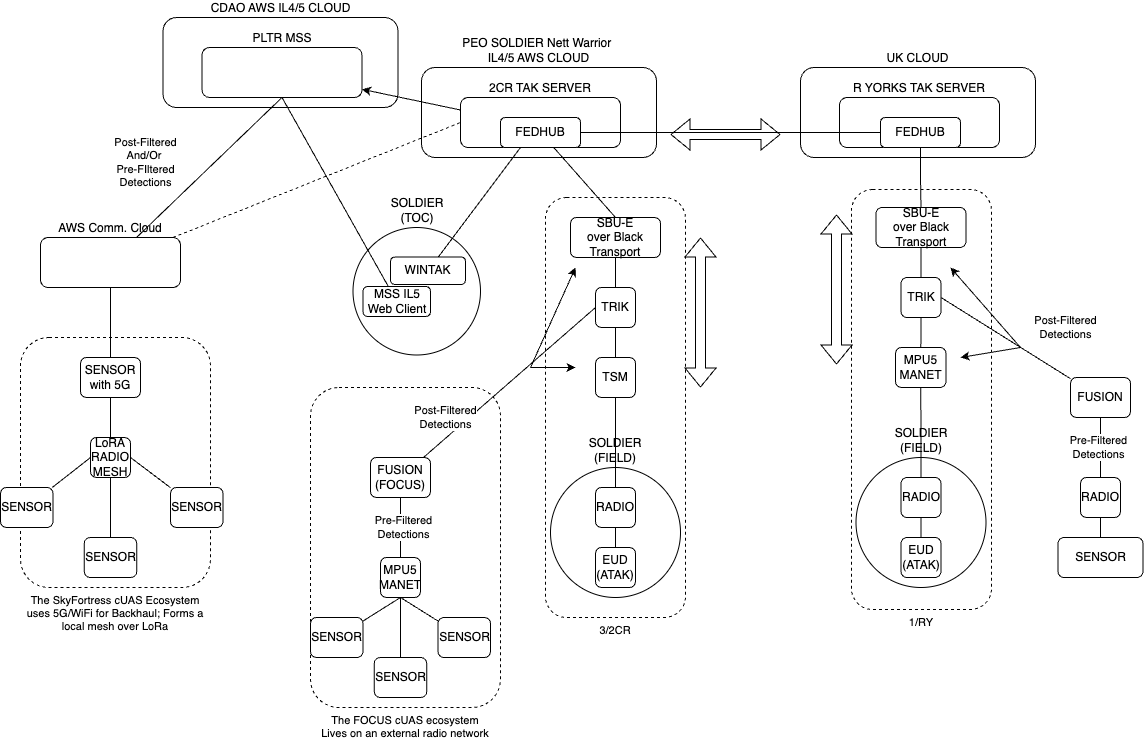 CDAO AWS IL4/5 CLOUD
PLTR MSS
PEO SOLDIER Nett Warrior
IL4/5 AWS CLOUD
2CR TAK SERVER
FEDHUB
UK CLOUD
R YORKS TAK SERVER
FEDHUB
Post-Filtered
And/Or
Pre-FIltered
Detections
AWS Comm. Cloud
SENSOR
with 5G
LoRA
RADIO
MESH
SENSOR
SENSOR
SENSOR
The SkyFortress cUAS Ecosystem
uses 5G/WiFi for Backhaul; Forms a
local mesh over LoRa
SOLDIER
(TOC)
WINTAK
MSS IL5
Web Client
Post-Filtered
Detections
FUSION
(FOCUS)
Pre-Filtered
Detections
MPU5
MANET
SENSOR
SENSOR
SENSOR
The FOCUS cUAS ecosystem
Lives on an external radio network
SBU-E
over Black
Transport
TRIK
TSM
SOLDIER
(FIELD)
RADIO
EUD
(ATAK)
3/2CR
SBU-E
over Black
Transport
TRIK
MPU5
MANET
SOLDIER
(FIELD)
RADIO
EUD
(ATAK)
1/RY
Post-Filtered
Detections
FUSION
Pre-Filtered
Detections
RADIO
SENSOR